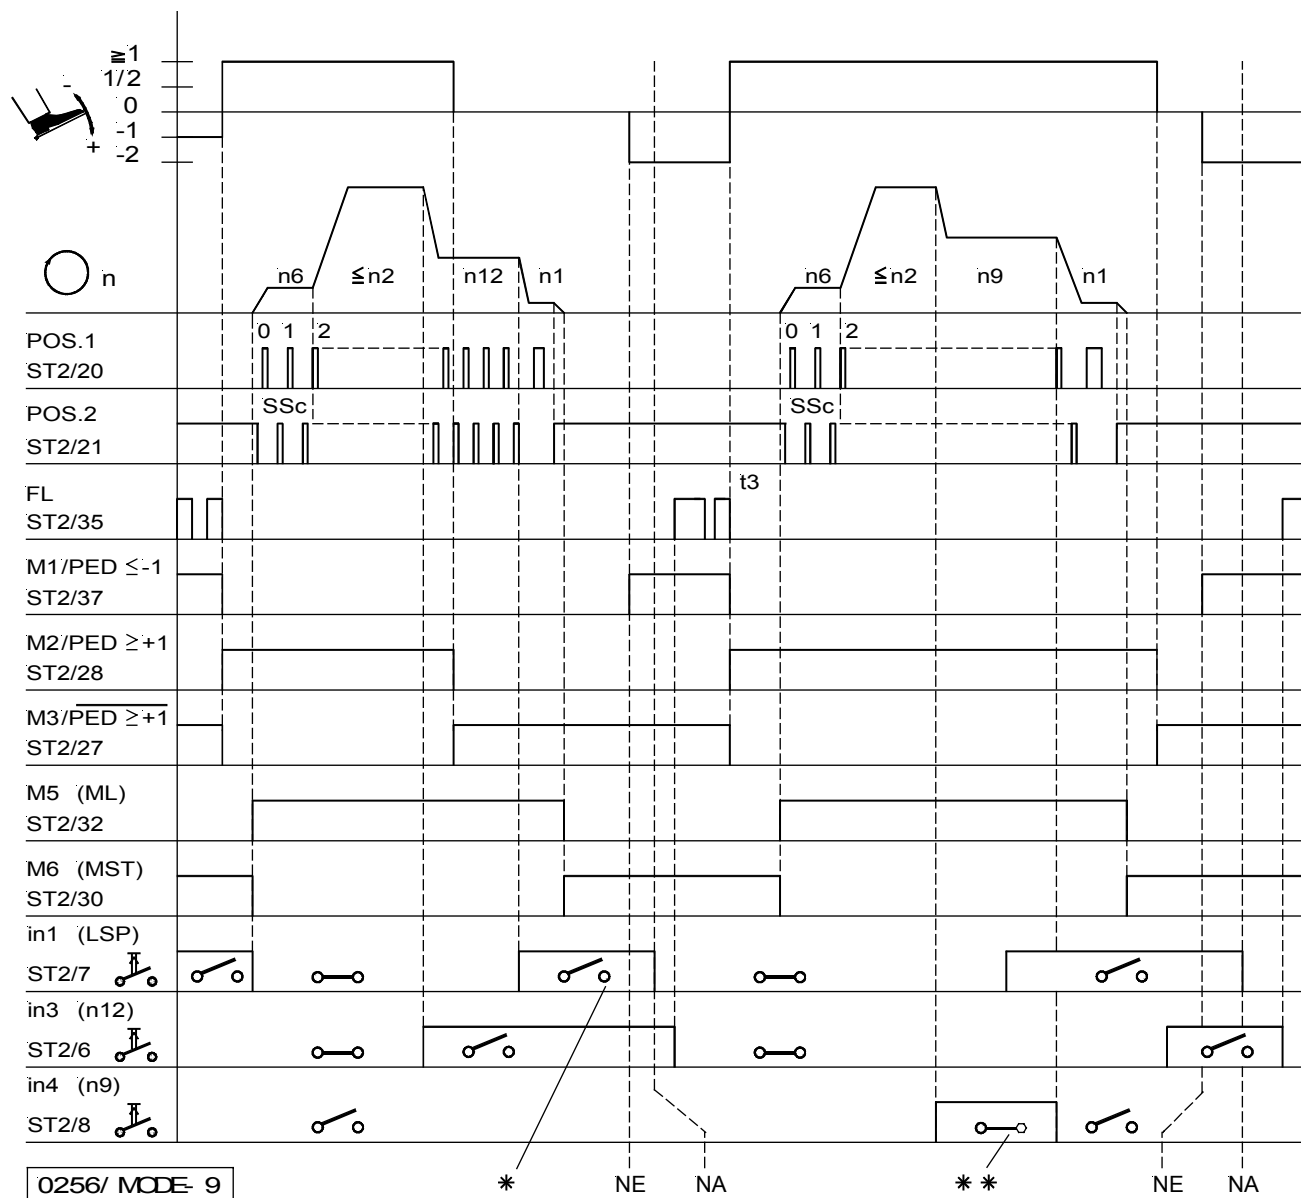 ≧1
1/2
0
-1
-2
-
+
n
n6 ≦n2 n12 n1 n6 ≦n2 n9 n1
POS.1
ST2/20
0 1 2 0 1 2
POS.2
ST2/21
SSc SSc
FL
ST2/35
t3
M1/PED ≤-1
ST2/37
M2/PED ≥+1
ST2/28
M3/PED ≥+1
ST2/27
M5 (ML)
ST2/32
M6 (MST)
ST2/30
in1 (LSP)
ST2/7
in3 (n12)
ST2/6
in4 (n9)
ST2/8
0256/ MODE- 9
* NE NA ** NE NA